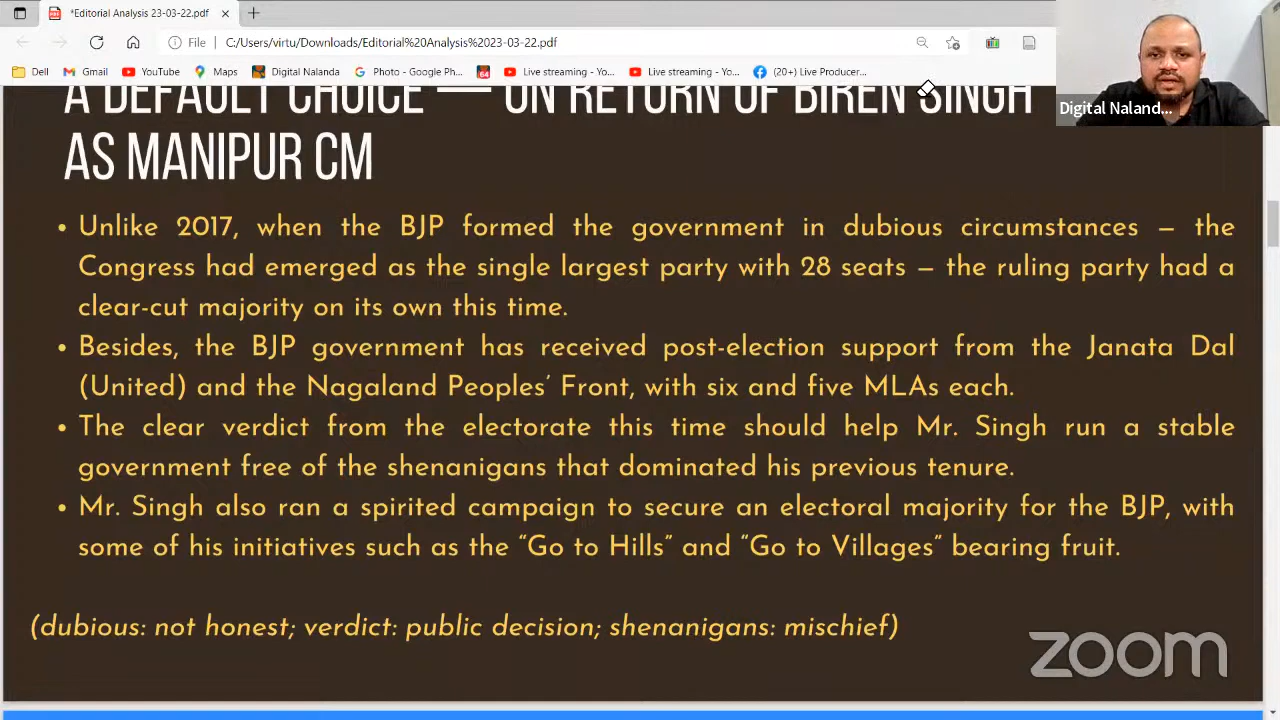 *Editorial Analysis 23-03-22.pdf
File C:/Users/virtu/Downloads/Editorial%20Analysis%2023-03-22.pdf
Dell Gmail YouTube Maps Digital Nalanda Photo - Google Ph... 64 Live streaming - Yo... Live streaming - Yo... (20+) Live Producer...
Digital Naland...
A DEFAULT CHOICE — ON RETURN OF BIREN SINGH
AS MANIPUR CM
• Unlike 2017, when the BJP formed the government in dubious circumstances – the
Congress had emerged as the single largest party with 28 seats – the ruling party had a
clear-cut majority on its own this time.
• Besides, the BJP government has received post-election support from the Janata Dal
(United) and the Nagaland Peoples’ Front, with six and five MLAs each.
• The clear verdict from the electorate this time should help Mr. Singh run a stable
government free of the shenanigans that dominated his previous tenure.
• Mr. Singh also ran a spirited campaign to secure an electoral majority for the BJP, with
some of his initiatives such as the “Go to Hills” and “Go to Villages” bearing fruit.
(dubious: not honest; verdict: public decision; shenanigans: mischief)
zoom